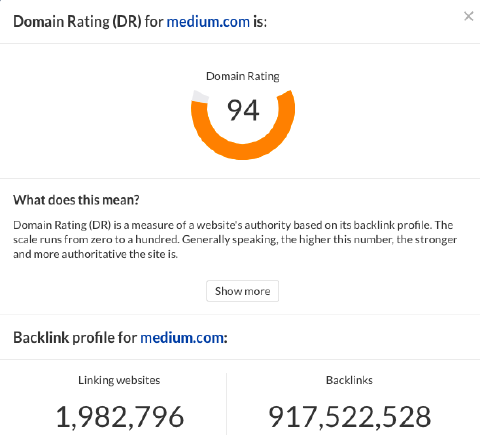 Domain Rating (DR) for medium.com is:
Domain Rating
94
What does this mean?
Domain Rating (DR) is a measure of a website's authority based on its backlink profile. The
scale runs from zero to a hundred. Generally speaking, the higher this number, the stronger
and more authoritative the site is.
Show more
Backlink profile for medium.com:
Linking websites
Backlinks
1,982,796
917,522,528